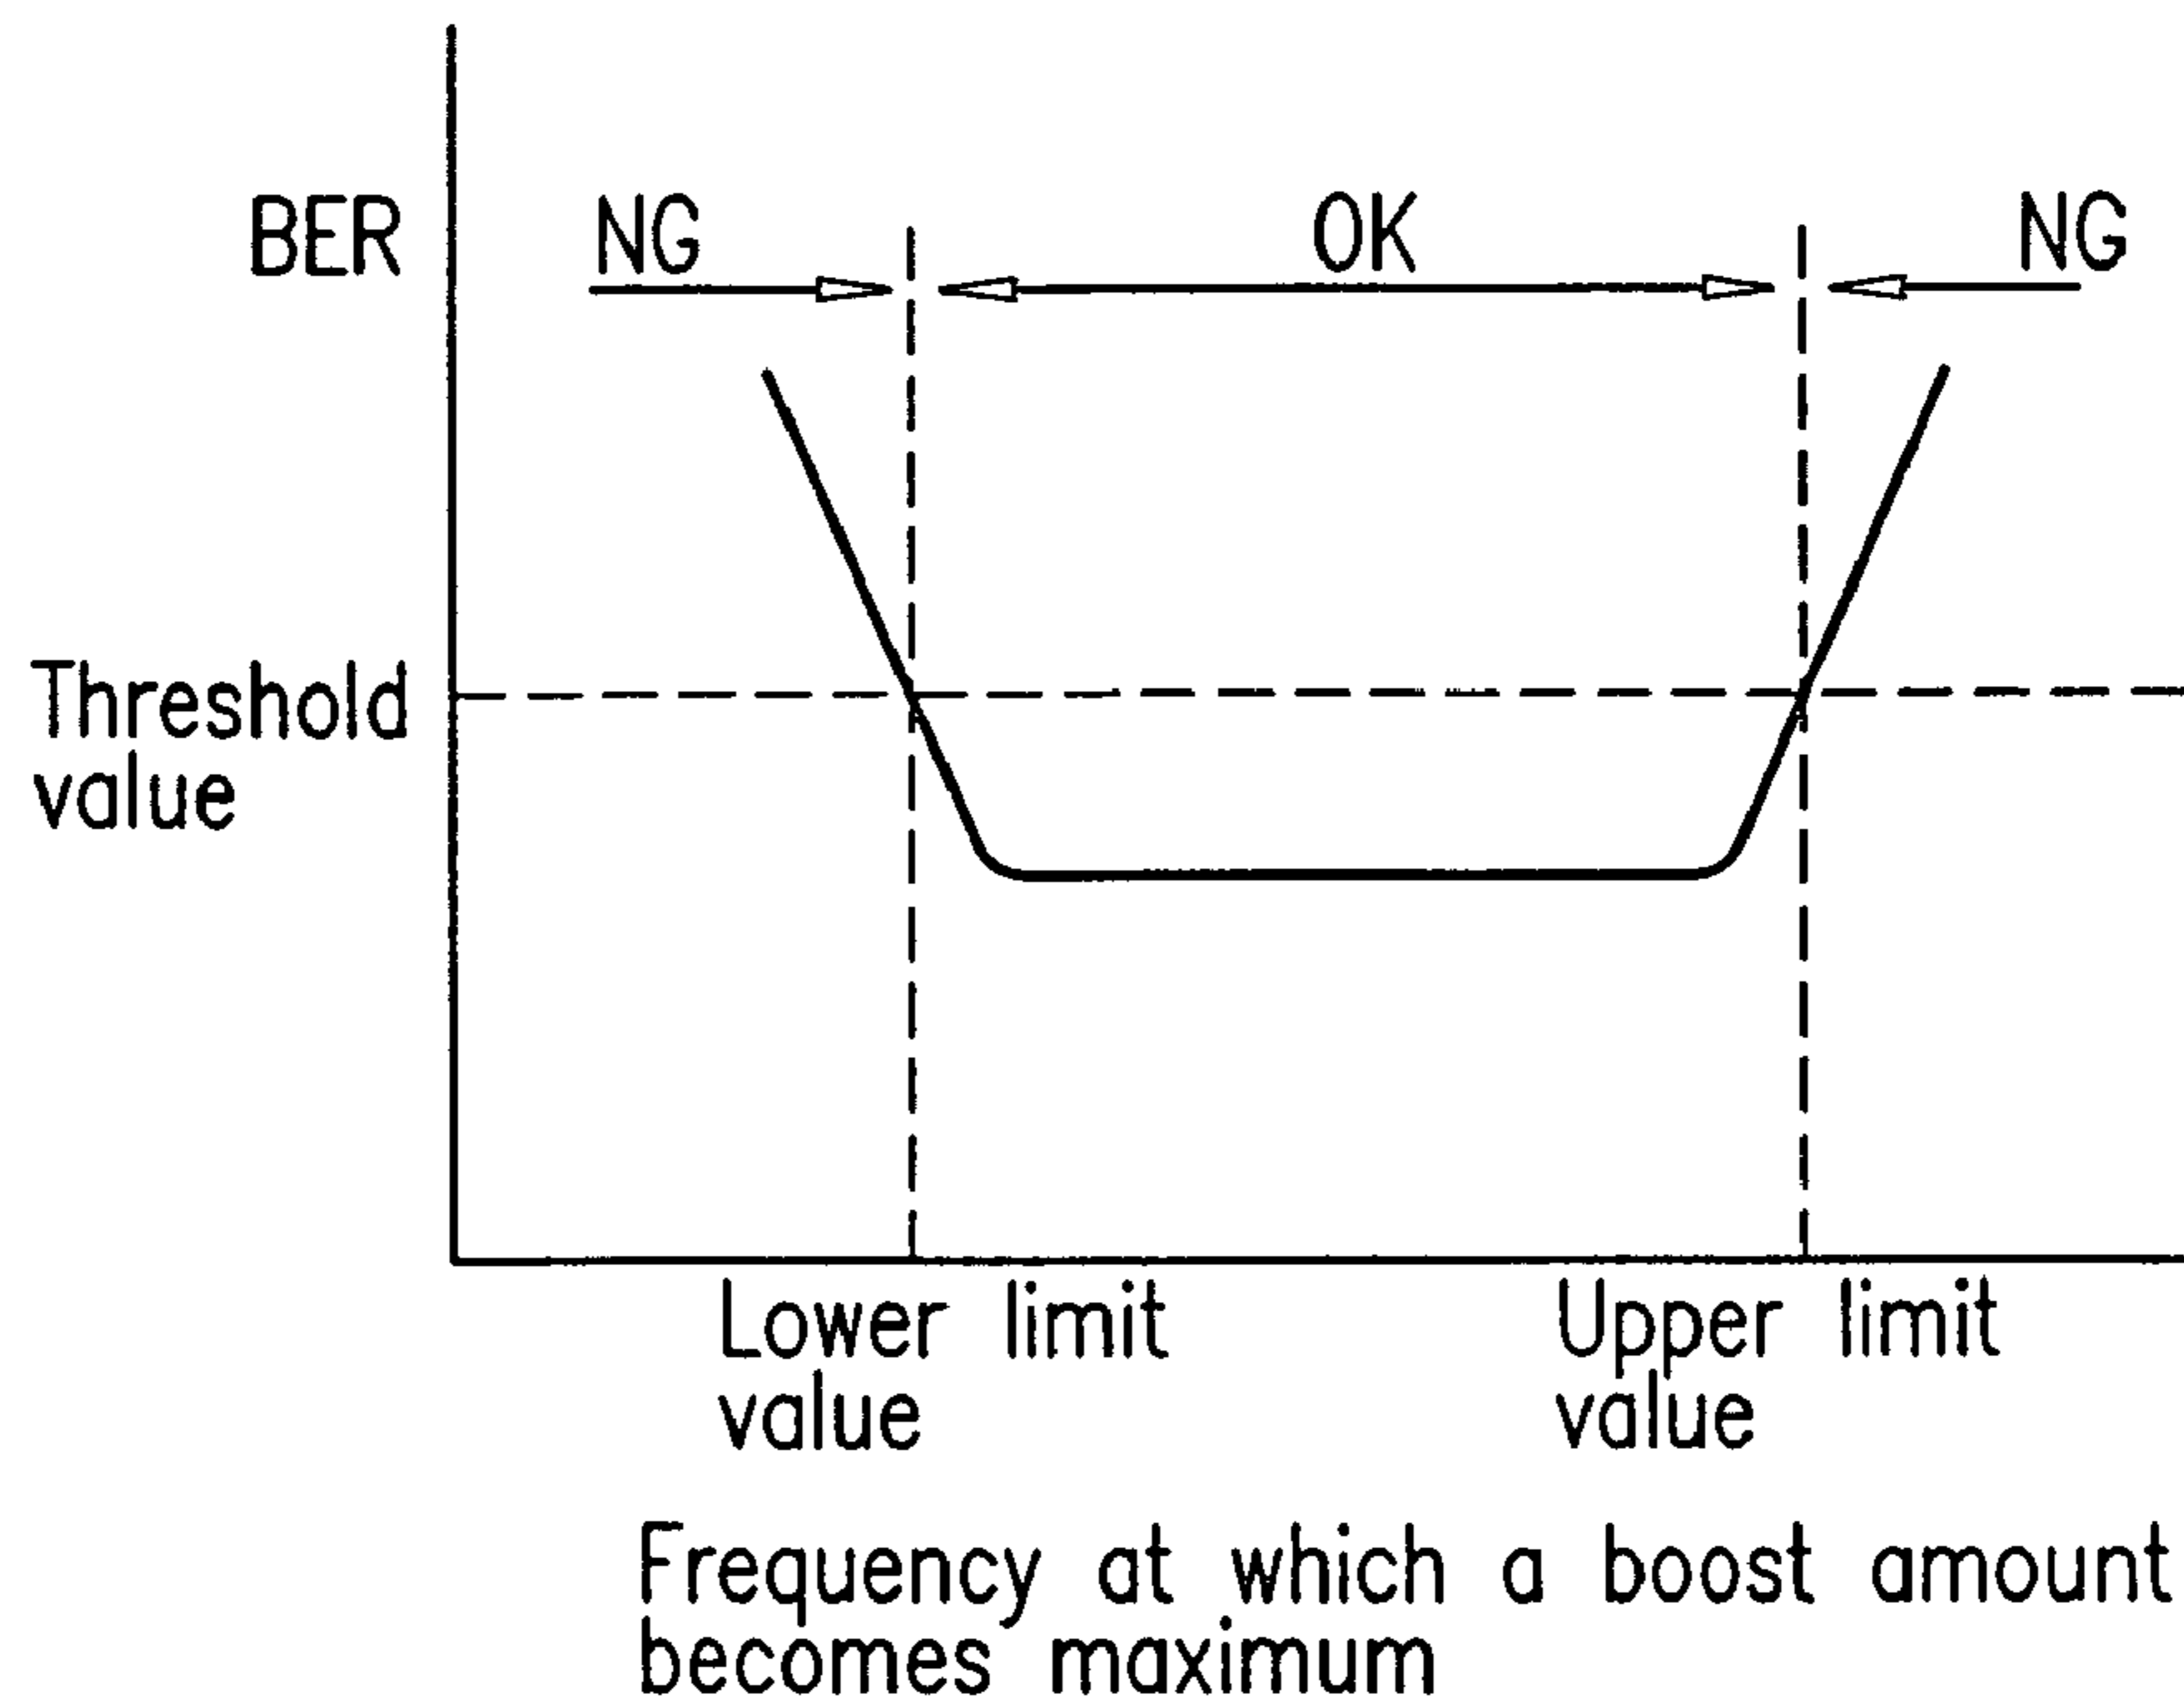 BER
NG
OK
NG
Threshold
value
Lower limit
value
Upper limit
value
Frequency at which a boost amount
becomes maximum